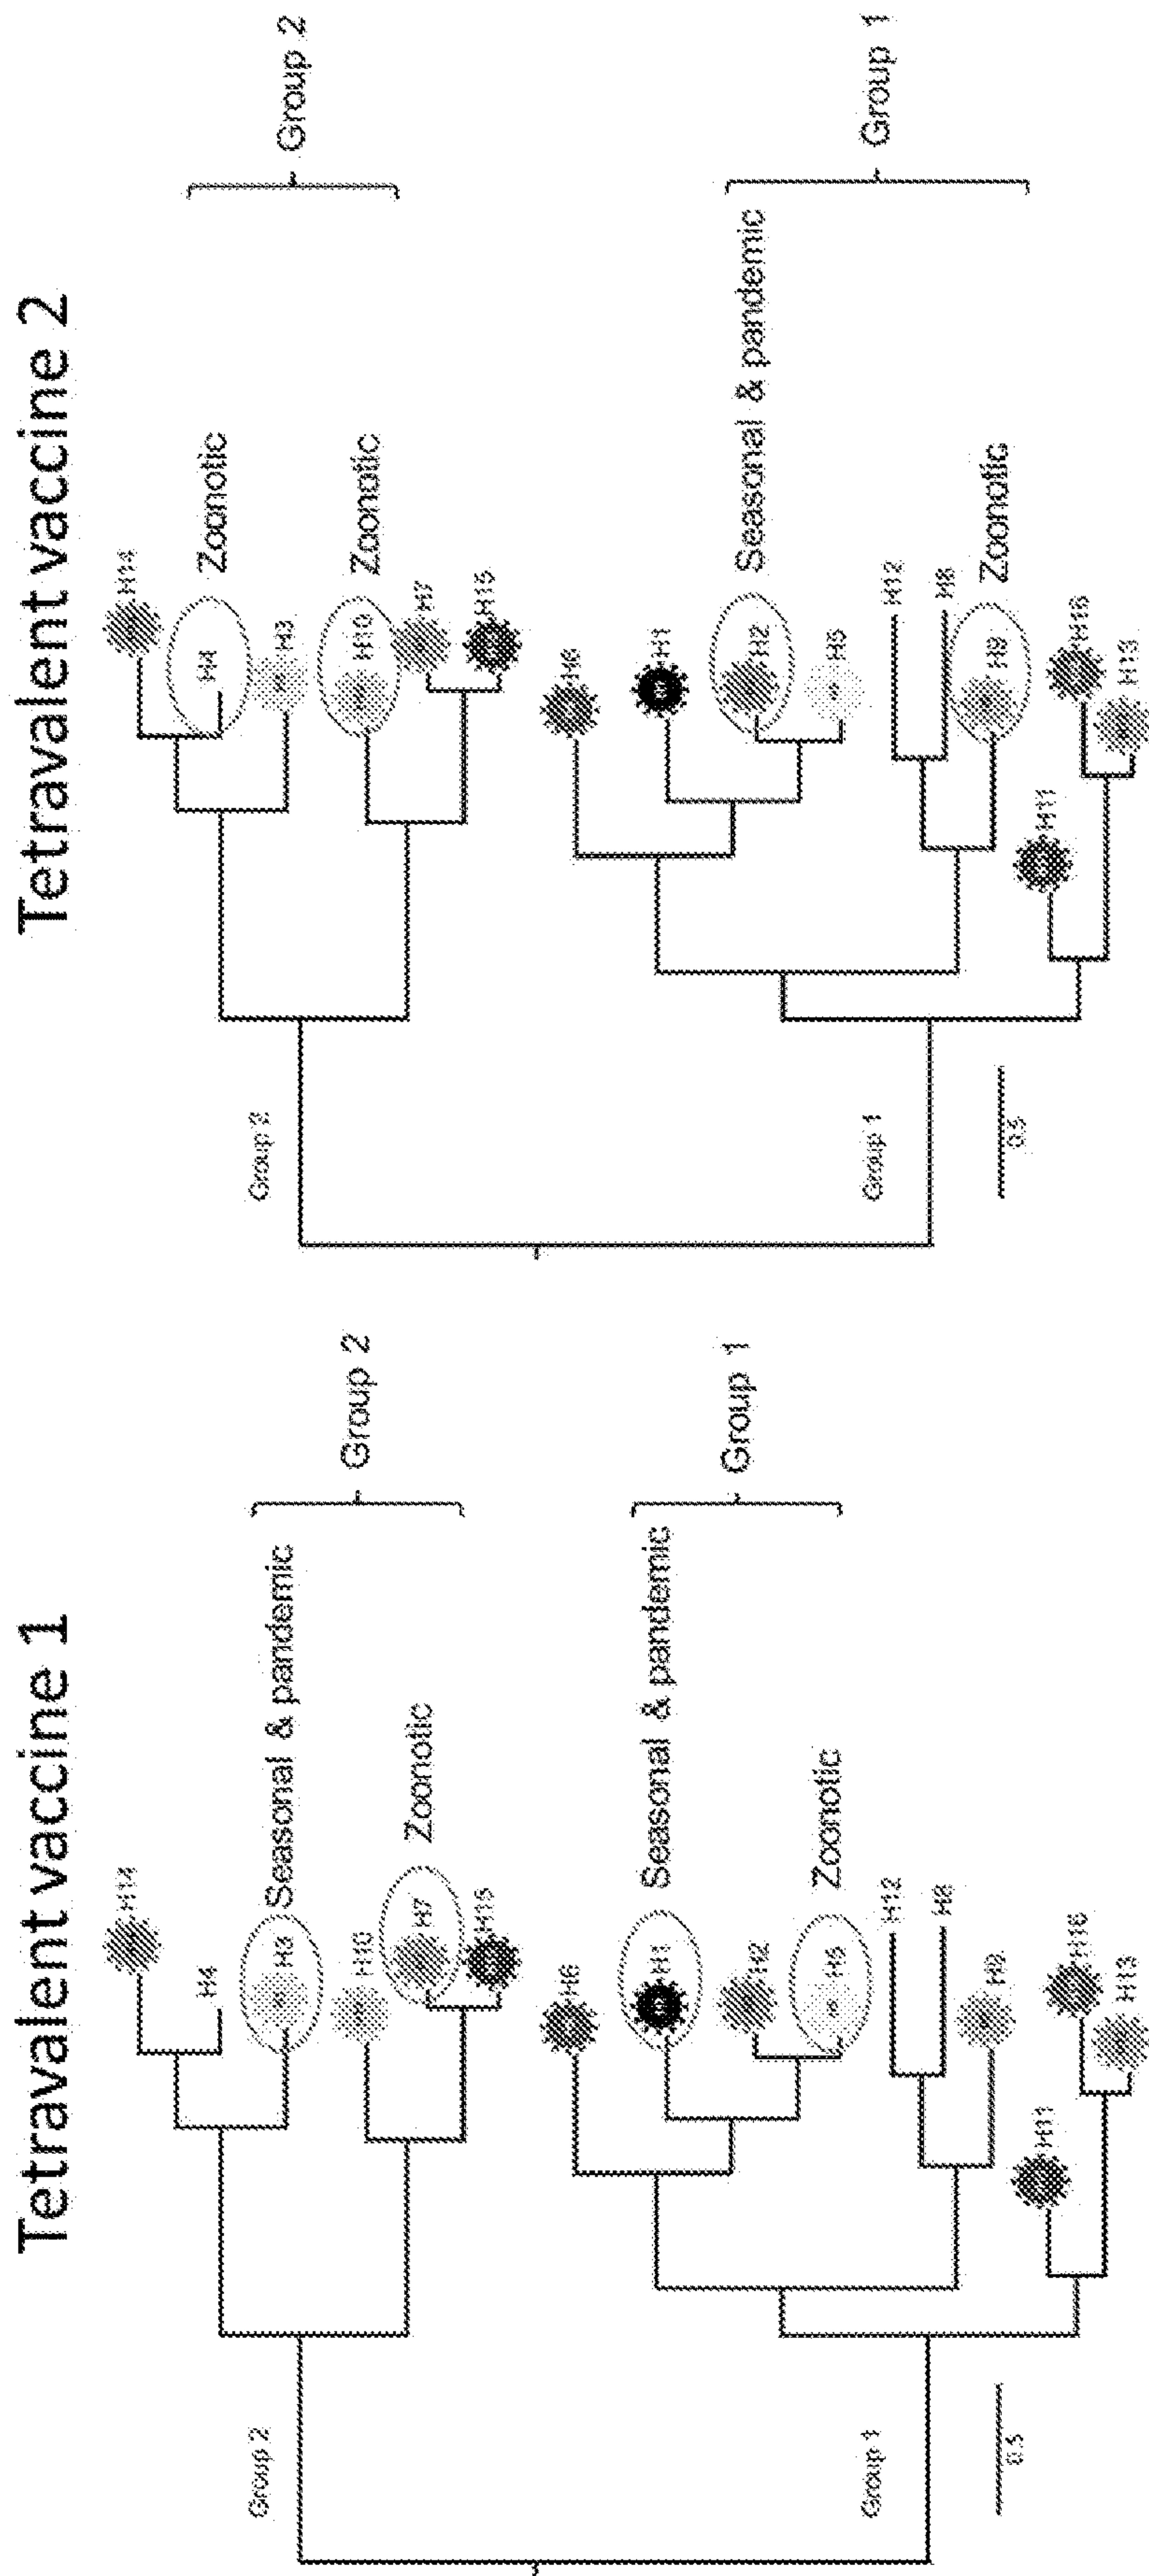 Tetravalent vaccine 1
H14
H4
H3
Seasonal & pandemic
H10
H7
Zoonotic
H15
Group 2
Group 2
H6
H1
Seasonal & pandemic
H2
H5
Zoonotic
H12
H8
H9
H16
H13
H11
Group 1
Group 1
0.5
Tetravalent vaccine 2
H14
H4
Zoonotic
H3
H10
Zoonotic
H7
H15
Group 2
Group 2
H6
H1
H2
Seasonal & pandemic
H5
H12
H8
H9
Zoonotic
H16
H13
H11
Group 1
Group 1
0.5